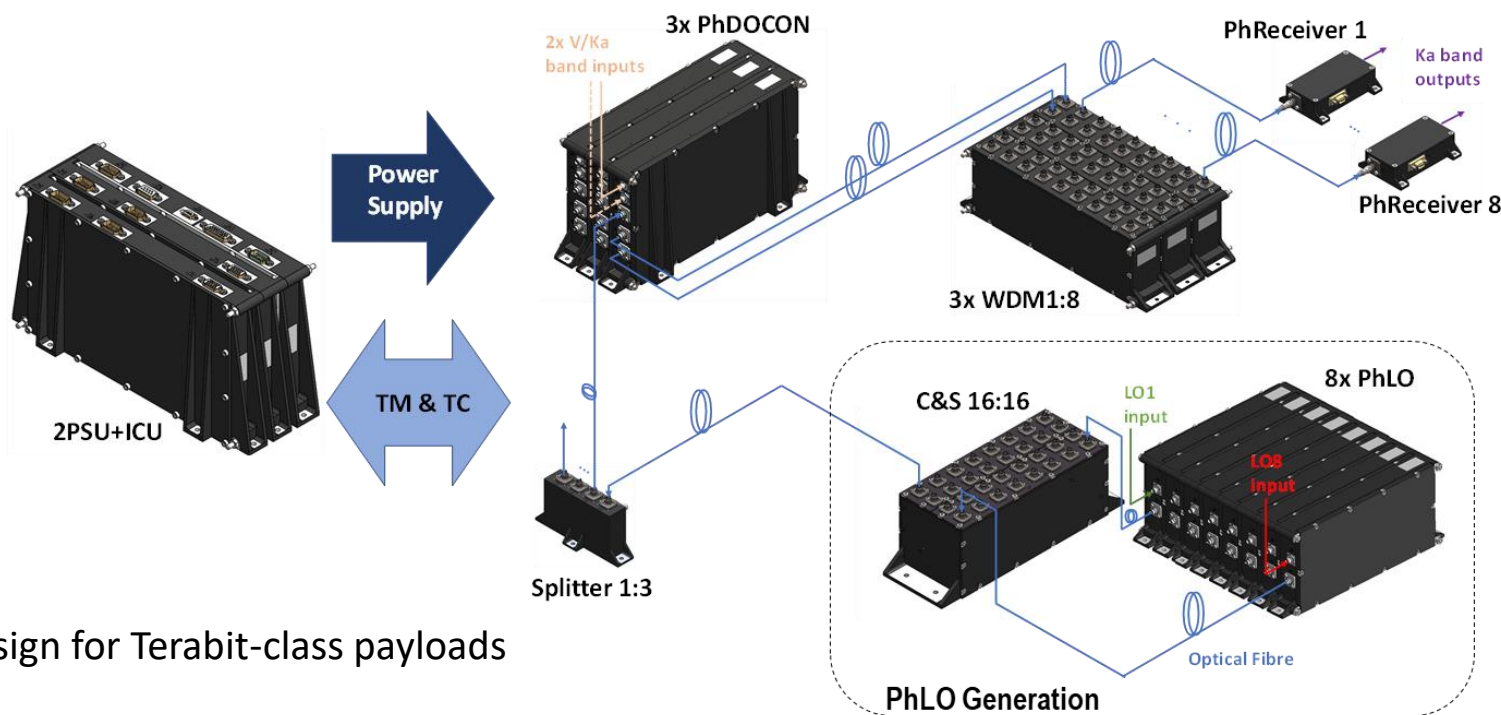 3x PhDOCON
2x V/Ka
band inputs
PhReceiver 1
Ka band
outputs
Power
Supply
...
PhReceiver 8
3x WDM1:8
TM & TC
2PSU+ICU
8x PhLO
C&S 16:16
LO1
input
LO8
Input
Splitter 1:3
Optical Fibre
sign for Terabit-class payloads
PhLO Generation